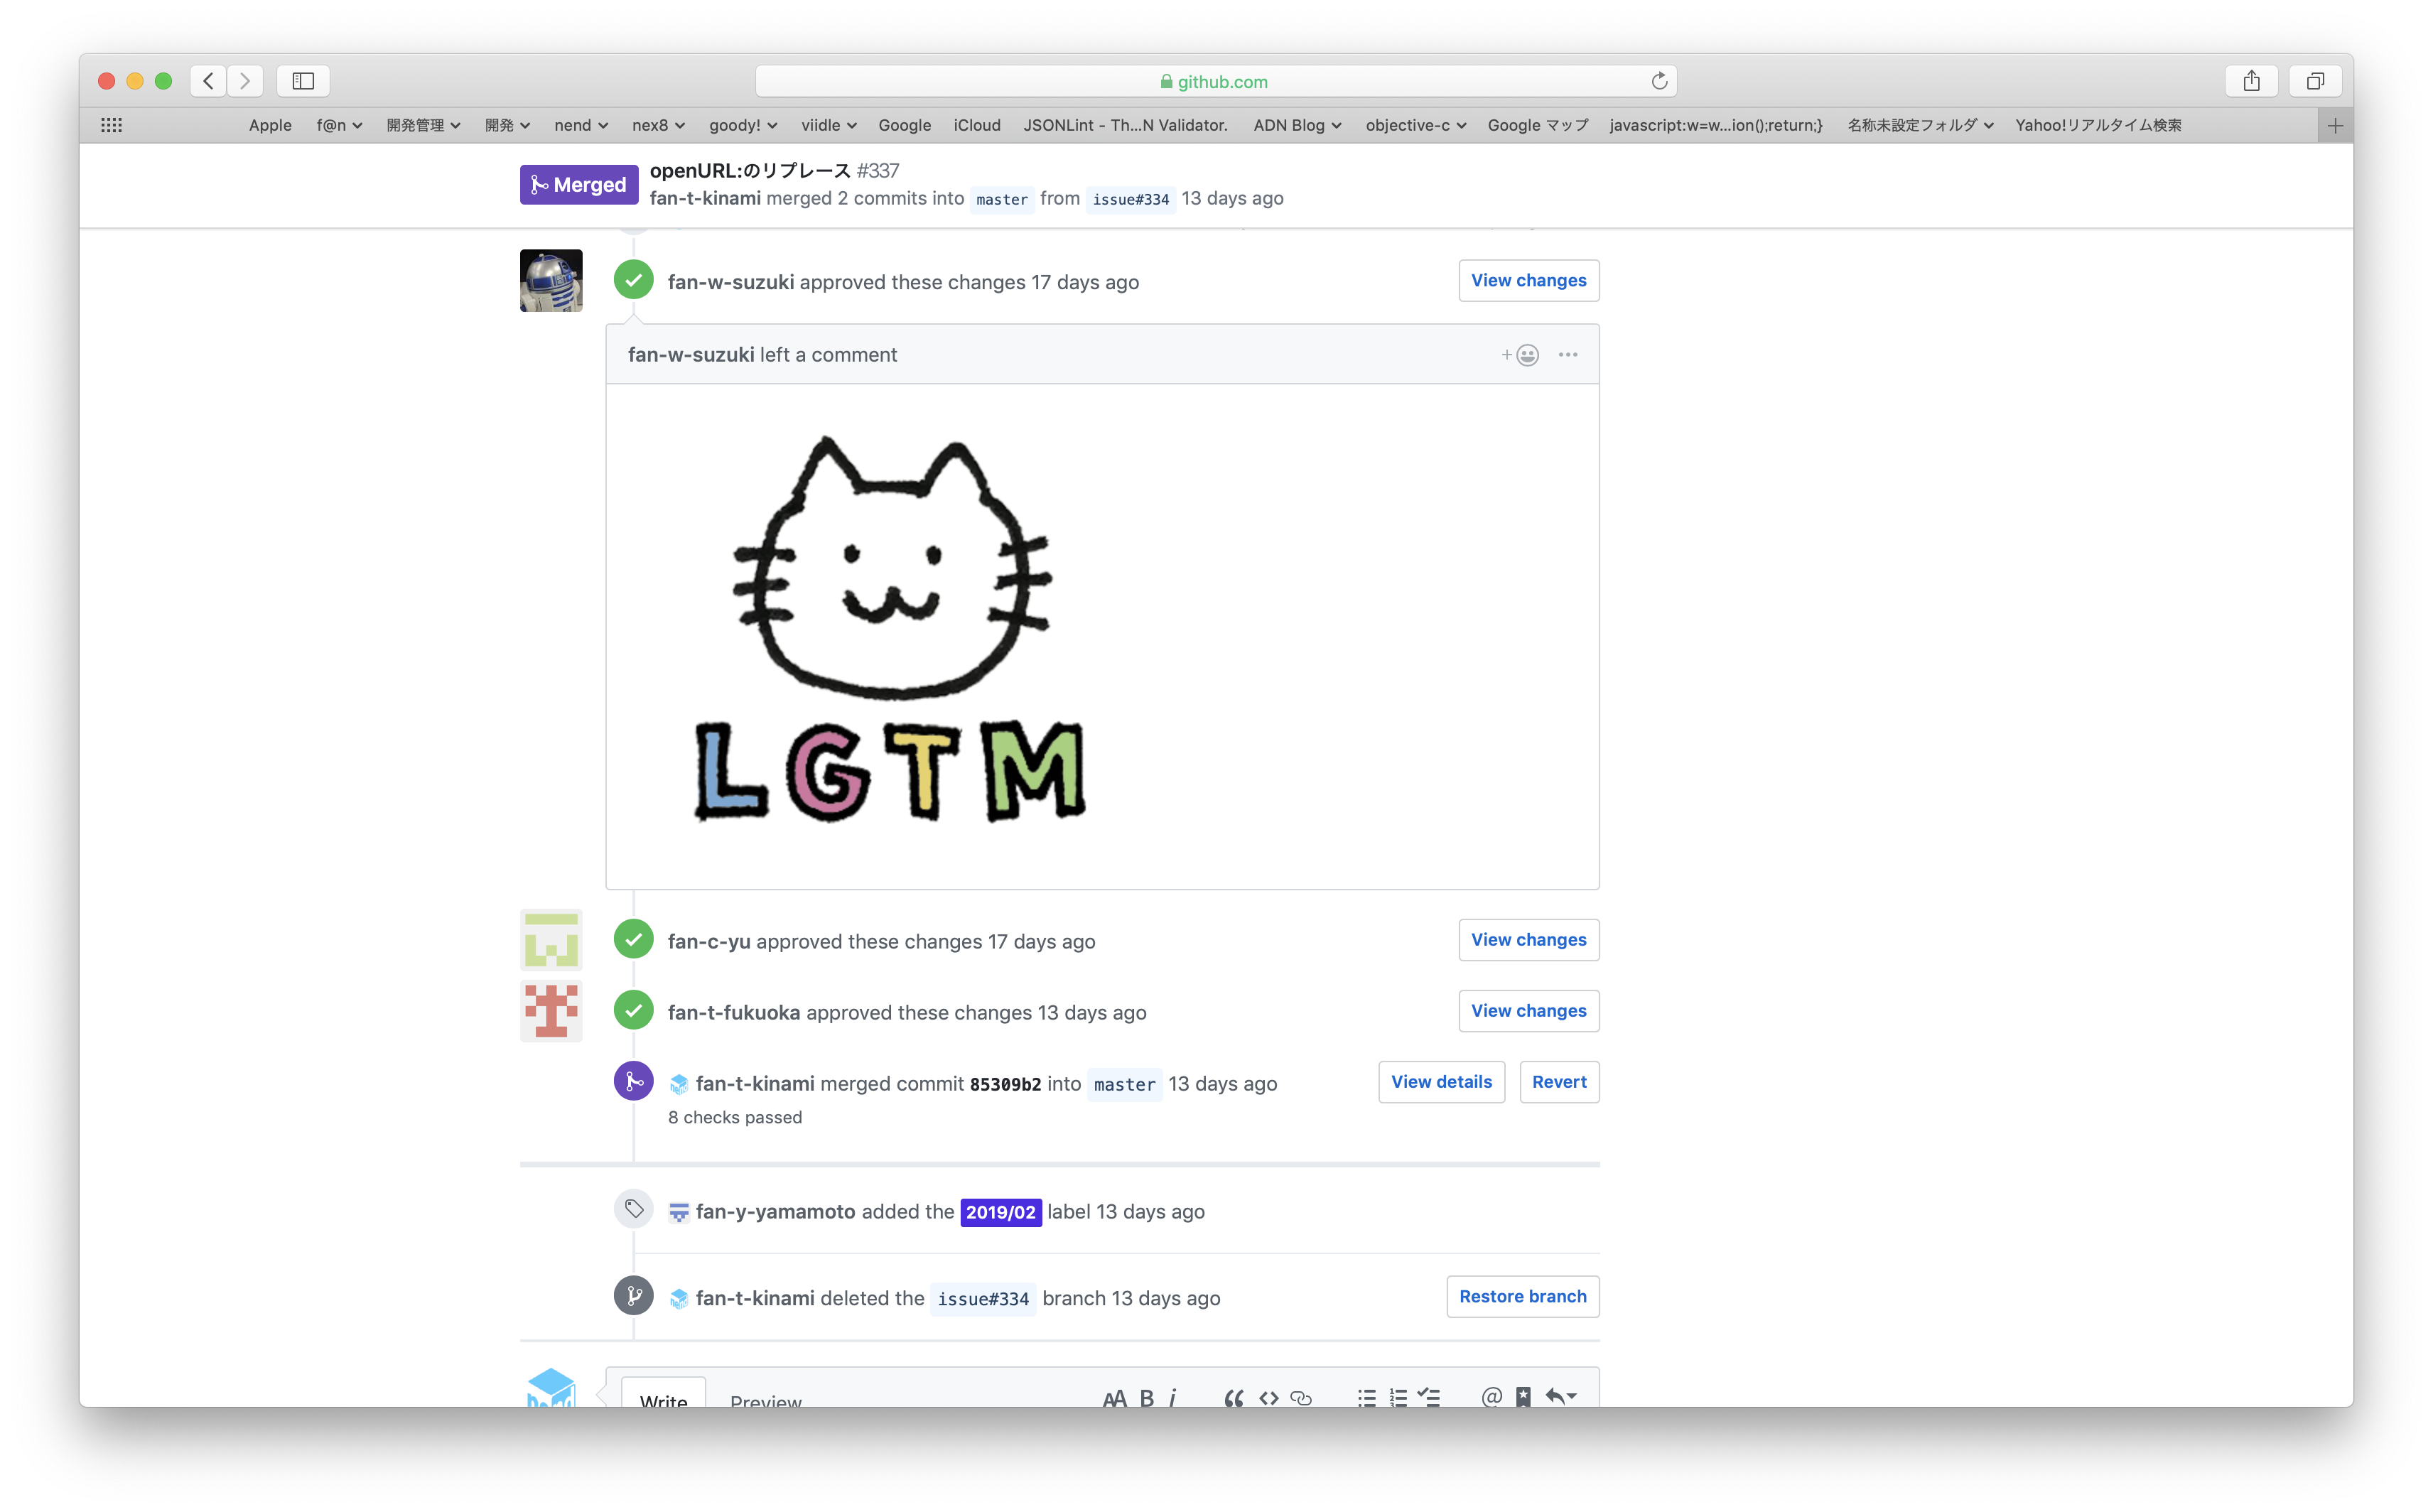 github.com
Apple f@n 開発管理 開発 nend nex8 goody! viidle Google iCloud JSONLint - Th...N Validator. ADN Blog objective-c Google マップ javascript:w=w...ion();return;} 名称未設定フォルダ Yahoo!リアルタイム検索
Merged
openURL:のリプレース #337
fan-t-kinami merged 2 commits into master from issue#334 13 days ago
fan-w-suzuki approved these changes 17 days ago View changes
fan-w-suzuki left a comment
LGTM
fan-c-yu approved these changes 17 days ago View changes
fan-t-fukuoka approved these changes 13 days ago View changes
fan-t-kinami merged commit 85309b2 into master 13 days ago View details Revert
8 checks passed
fan-y-yamamoto added the 2019/02 label 13 days ago
fan-t-kinami deleted the issue#334 branch 13 days ago Restore branch
Write Preview